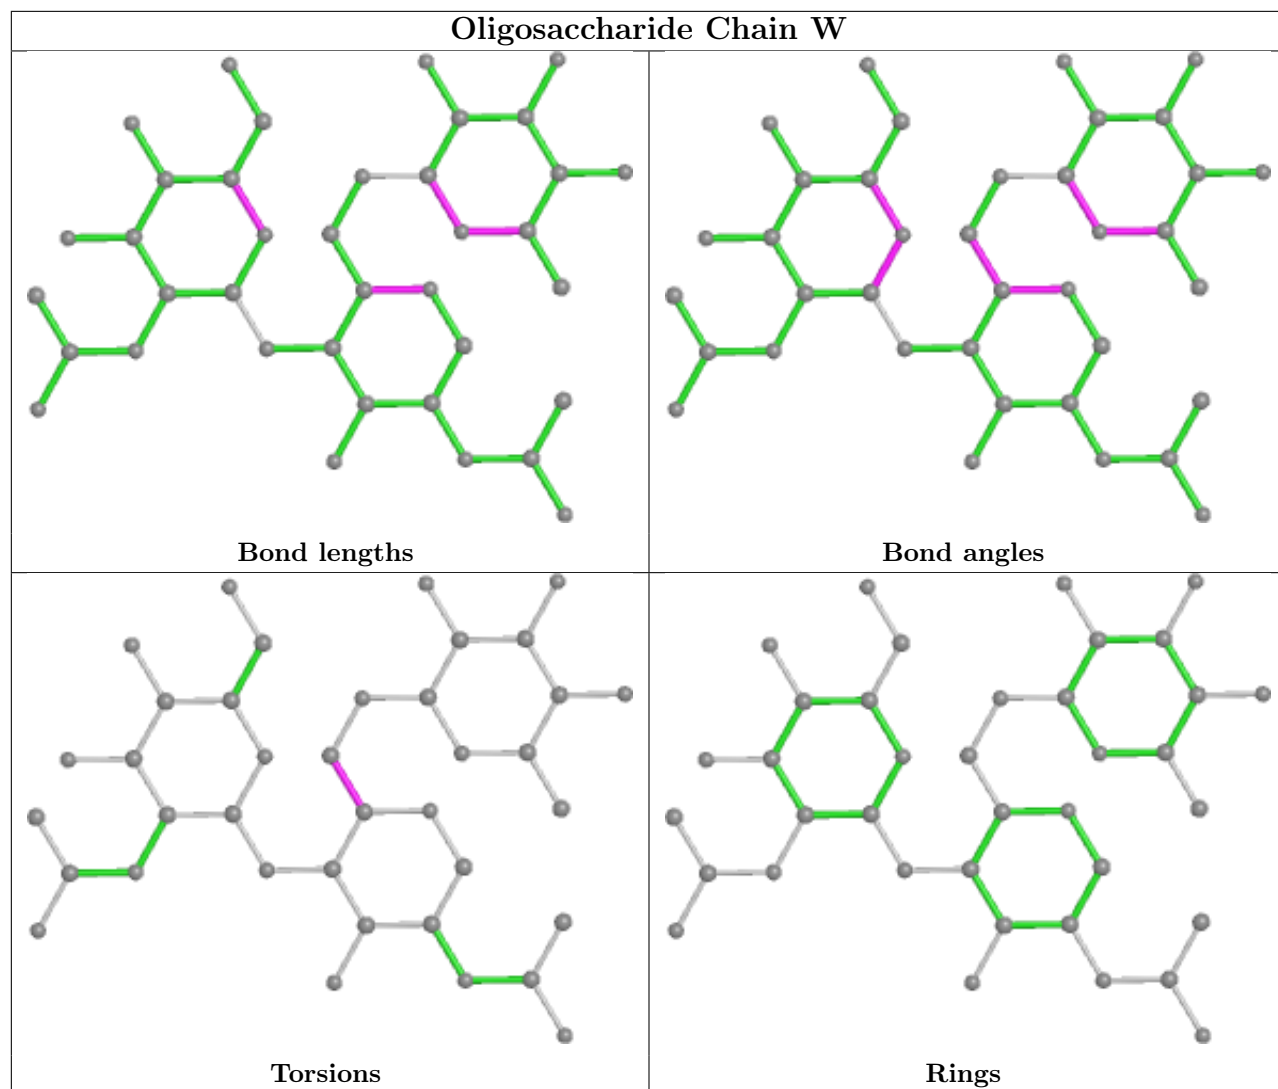 Oligosaccharide Chain W
Bond lengths
Bond angles
Torsions
Rings